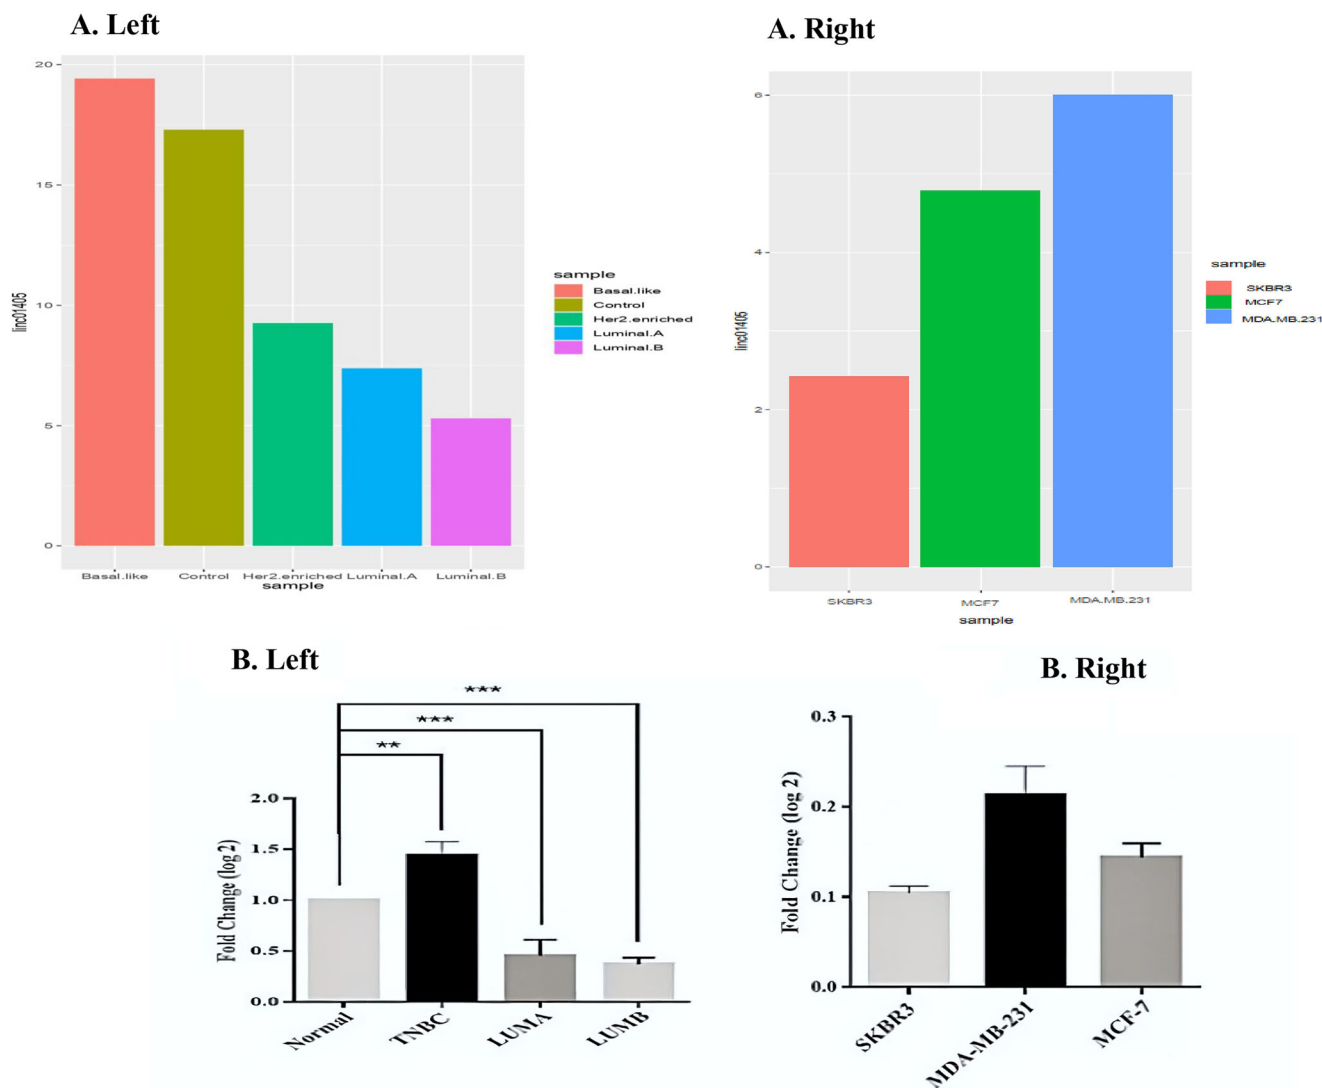 A. Left
20
15
10
5
0
linc01405
Basal.like Control Her2.enriched Luminal.A Luminal.B
sample
sample
Basal.like
Control
Her2.enriched
Luminal.A
Luminal.B
A. Right
6
4
2
0
linc01405
SKBR3 MCF7 MDA.MB.231
sample
sample
SKBR3
MCF7
MDA.MB.231
B. Left
***
***
**
2.0
1.5
1.0
0.5
0.0
Fold Change (log 2)
Normal TNBC LUMA LUMB
B. Right
0.3
0.2
0.1
0.0
Fold Change (log 2)
SKBR3 MDA-MB-231 MCF-7